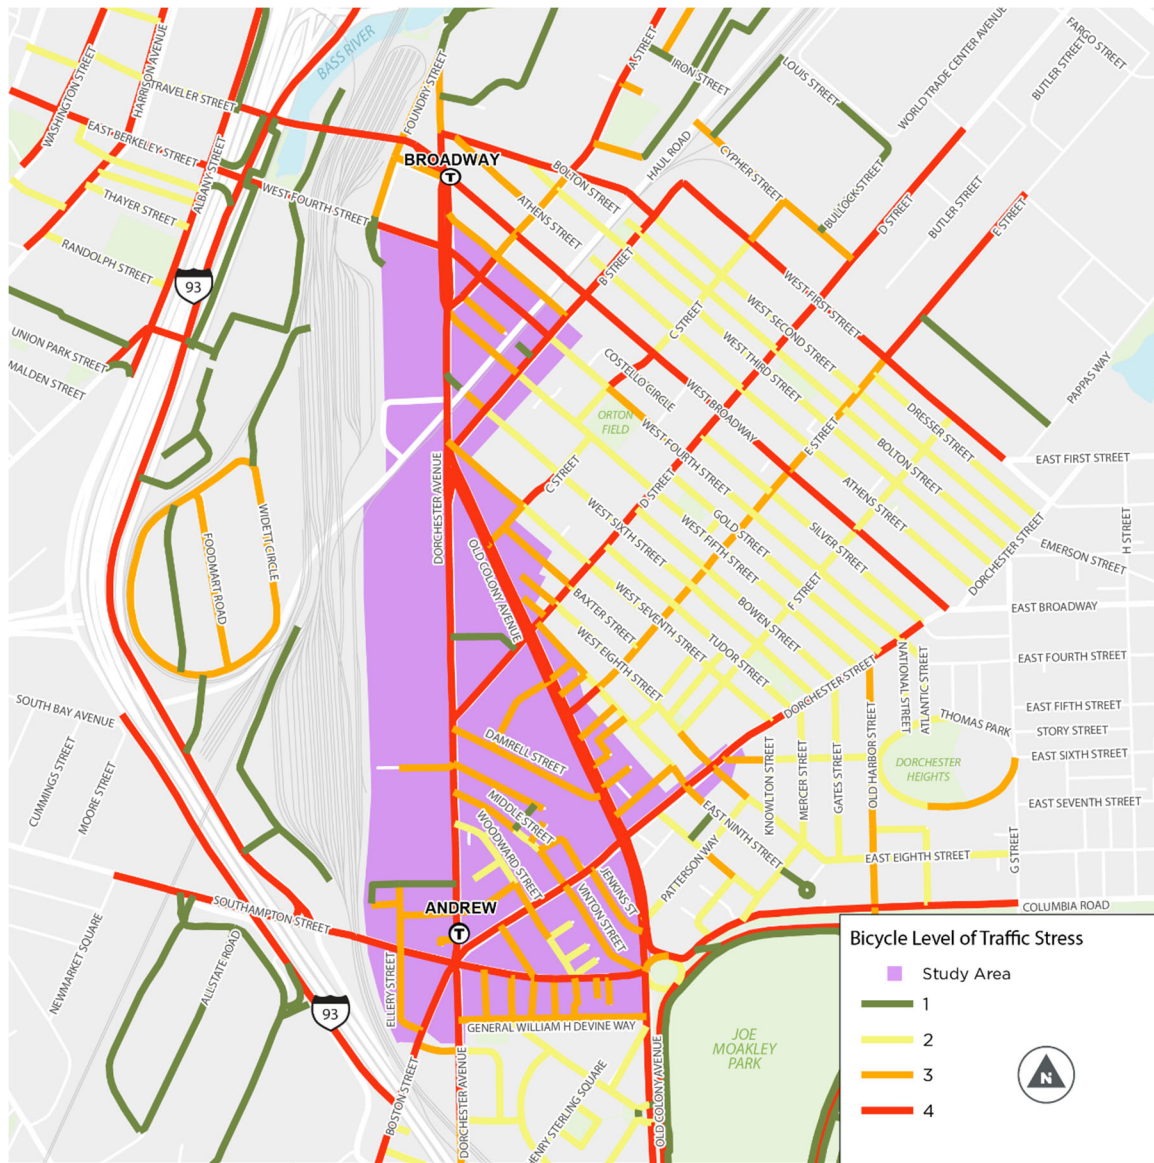 WASHINGTON STREET
HARRISON AVENUE
TRAVELER STREET
BASS RIVER
FOUNDRY STREET
A STREET
IRON STREET
LOUIS STREET
WORLD TRADE CENTER AVENUE
FARGO STREET
BUTLER STREET
EAST BERKELEY STREET
ALBANY STREET
THAYER STREET
RANDOLPH STREET
WEST FOURTH STREET
BROADWAY
T
HAUL ROAD
CYPHER STREET
BULLOCK STREET
D STREET
BUTLER STREET
E STREET
BOLTON STREET
ATHENS STREET
B STREET
93
UNION PARK STREET
MALDEN STREET
C STREET
WEST FIRST STREET
WEST SECOND STREET
WEST THIRD STREET
COSTELLO CIRCLE
WEST BROADWAY
PAPPAS WAY
ORTON
FIELD
WEST FOURTH STREET
E STREET
DRESSER STREET
BOLTON STREET
ATHENS STREET
EAST FIRST STREET
DORCHESTER AVENUE
C STREET
D STREET
WIDETT CIRCLE
FOODMART ROAD
OLD COLONY AVENUE
WEST SIXTH STREET
WEST FIFTH STREET
GOLD STREET
SILVER STREET
DORCHESTER STREET
EMERSON STREET
H STREET
BAXTER STREET
WEST SEVENTH STREET
BOWEN STREET
F STREET
EAST BROADWAY
WEST EIGHTH STREET
TUDOR STREET
DORCHESTER STREET
NATIONAL STREET
ATLANTIC STREET
EAST FOURTH STREET
SOUTH BAY AVENUE
CUMMINGS STREET
MOORE STREET
DAMRELL STREET
THOMAS PARK
EAST FIFTH STREET
STORY STREET
EAST SIXTH STREET
DORCHESTER
HEIGHTS
KNOWLTON STREET
MERCER STREET
GATES STREET
OLD HARBOR STREET
EAST SEVENTH STREET
MIDDLE STREET
WOODWARD STREET
EAST NINTH STREET
EAST EIGHTH STREET
G STREET
PATTERSON WAY
JENKINS ST
VINTON STREET
ANDREW
T
SOUTHAMPTON STREET
COLUMBIA ROAD
NEWMARKET SQUARE
ALLSTATE ROAD
ELLERY STREET
93
GENERAL WILLIAM H DEVINE WAY
BOSTON STREET
DORCHESTER AVENUE
HENRY STERLING SQUARE
OLD COLONY AVENUE
JOE
MOAKLEY
PARK
Bicycle Level of Traffic Stress
Study Area
1
2
3
4
N